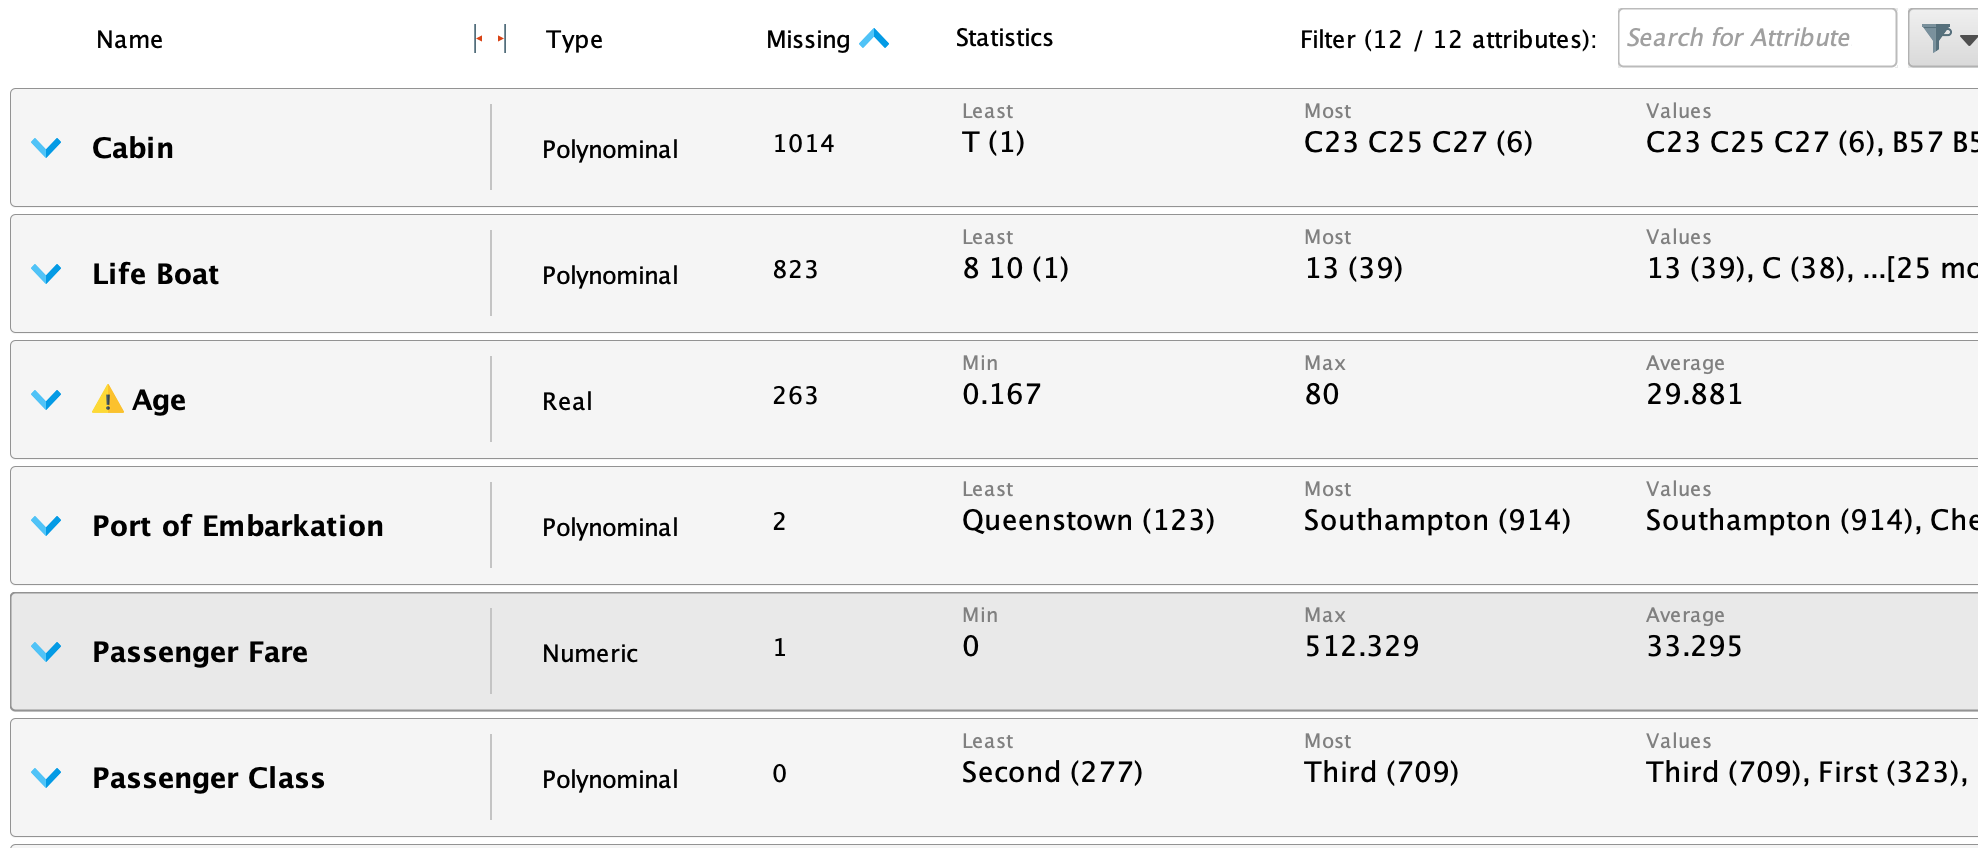 Name Type Missing Statistics Filter (12 / 12 attributes): Search for Attribute
Least Most Values
Cabin Polynominal 1014 T (1) C23 C25 C27 (6) C23 C25 C27 (6), B57 B5
Least Most Values
Life Boat Polynominal 823 8 10 (1) 13 (39) 13 (39), C (38), ...[25 mo
Min Max Average
Age Real 263 0.167 80 29.881
Least Most Values
Port of Embarkation Polynominal 2 Queenstown (123) Southampton (914) Southampton (914), Che
Min Max Average
Passenger Fare Numeric 1 0 512.329 33.295
Least Most Values
Passenger Class Polynominal 0 Second (277) Third (709) Third (709), First (323),